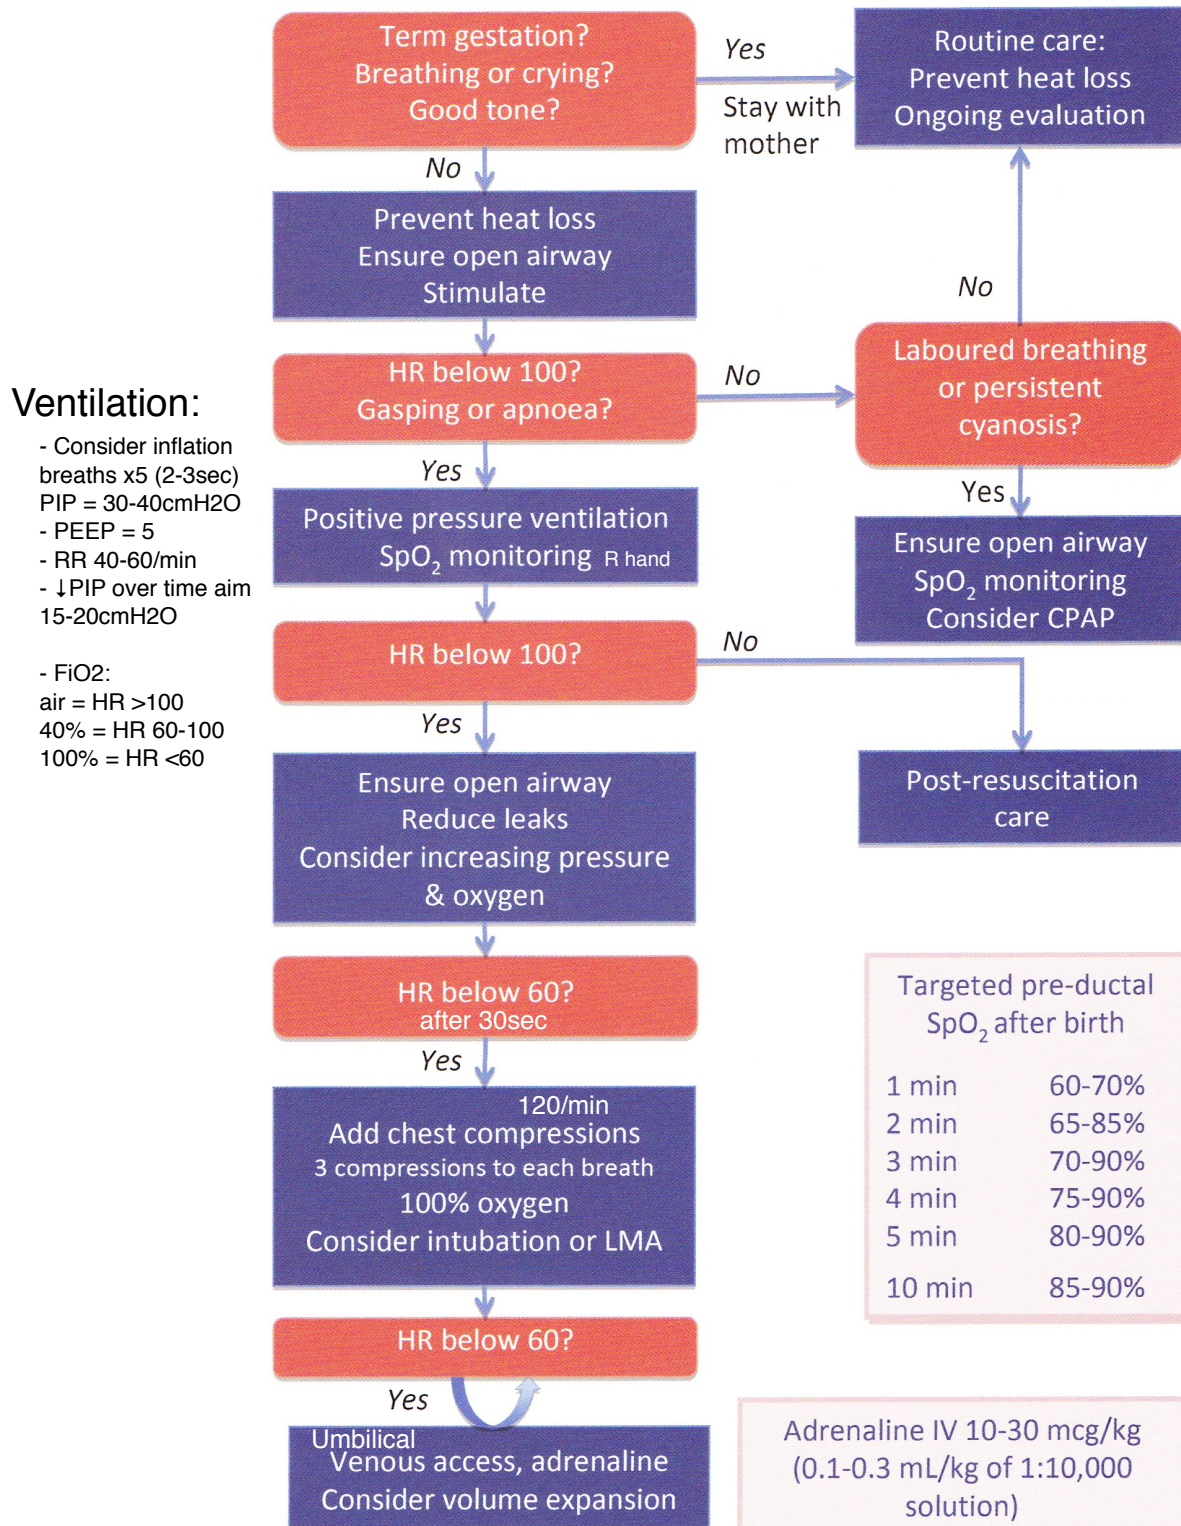 Term gestation?
Breathing or crying?
Good tone?
Yes
Stay with
mother
Routine care:
Prevent heat loss
Ongoing evaluation
No
Prevent heat loss
Ensure open airway
Stimulate
No
HR below 100?
Gasping or apnoea?
No
Laboured breathing
or persistent
cyanosis?
Ventilation:
- Consider inflation
breaths x5 (2-3sec)
PIP = 30-40cmH2O
- PEEP = 5
- RR 40-60/min
- ↓PIP over time aim
15-20cmH2O
- FiO2:
air = HR >100
40% = HR 60-100
100% = HR <60
Yes
Positive pressure ventilation
SpO₂ monitoring R hand
Yes
Ensure open airway
SpO₂ monitoring
Consider CPAP
HR below 100?
No
Yes
Post-resuscitation
care
Ensure open airway
Reduce leaks
Consider increasing pressure
& oxygen
HR below 60?
after 30sec
Yes
120/min
Add chest compressions
3 compressions to each breath
100% oxygen
Consider intubation or LMA
HR below 60?
Yes
Umbilical
Venous access, adrenaline
Consider volume expansion
Targeted pre-ductal
SpO₂ after birth
1 min 60-70%
2 min 65-85%
3 min 70-90%
4 min 75-90%
5 min 80-90%
10 min 85-90%
Adrenaline IV 10-30 mcg/kg
(0.1-0.3 mL/kg of 1:10,000
solution)